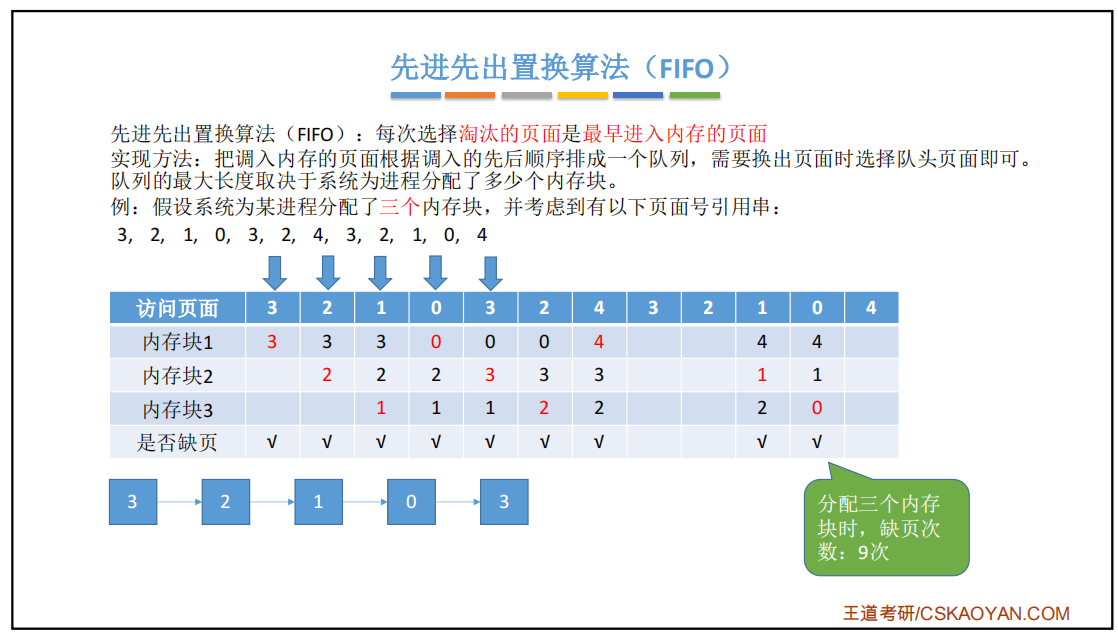 先进先出置换算法（FIFO）
先进先出置换算法（FIFO）：每次选择淘汰的页面是最早进入内存的页面
实现方法：把调入内存的页面根据调入的先后顺序排成一个队列，需要换出页面时选择队头页面即可。
队列的最大长度取决于系统为进程分配了多少个内存块。
例：假设系统为某进程分配了三个内存块，并考虑到有以下页面号引用串：
3, 2, 1, 0, 3, 2, 4, 3, 2, 1, 0, 4
访问页面 3 2 1 0 3 2 4 3 2 1 0 4
内存块1 3 3 3 0 0 0 4 4 4
内存块2 2 2 2 3 3 3 1 1
内存块3 1 1 1 2 2 2 0
是否缺页 √ √ √ √ √ √ √ √ √
3 2 1 0 3
分配三个内存
块时，缺页次
数：9次
王道考研/CSKAOYAN.COM